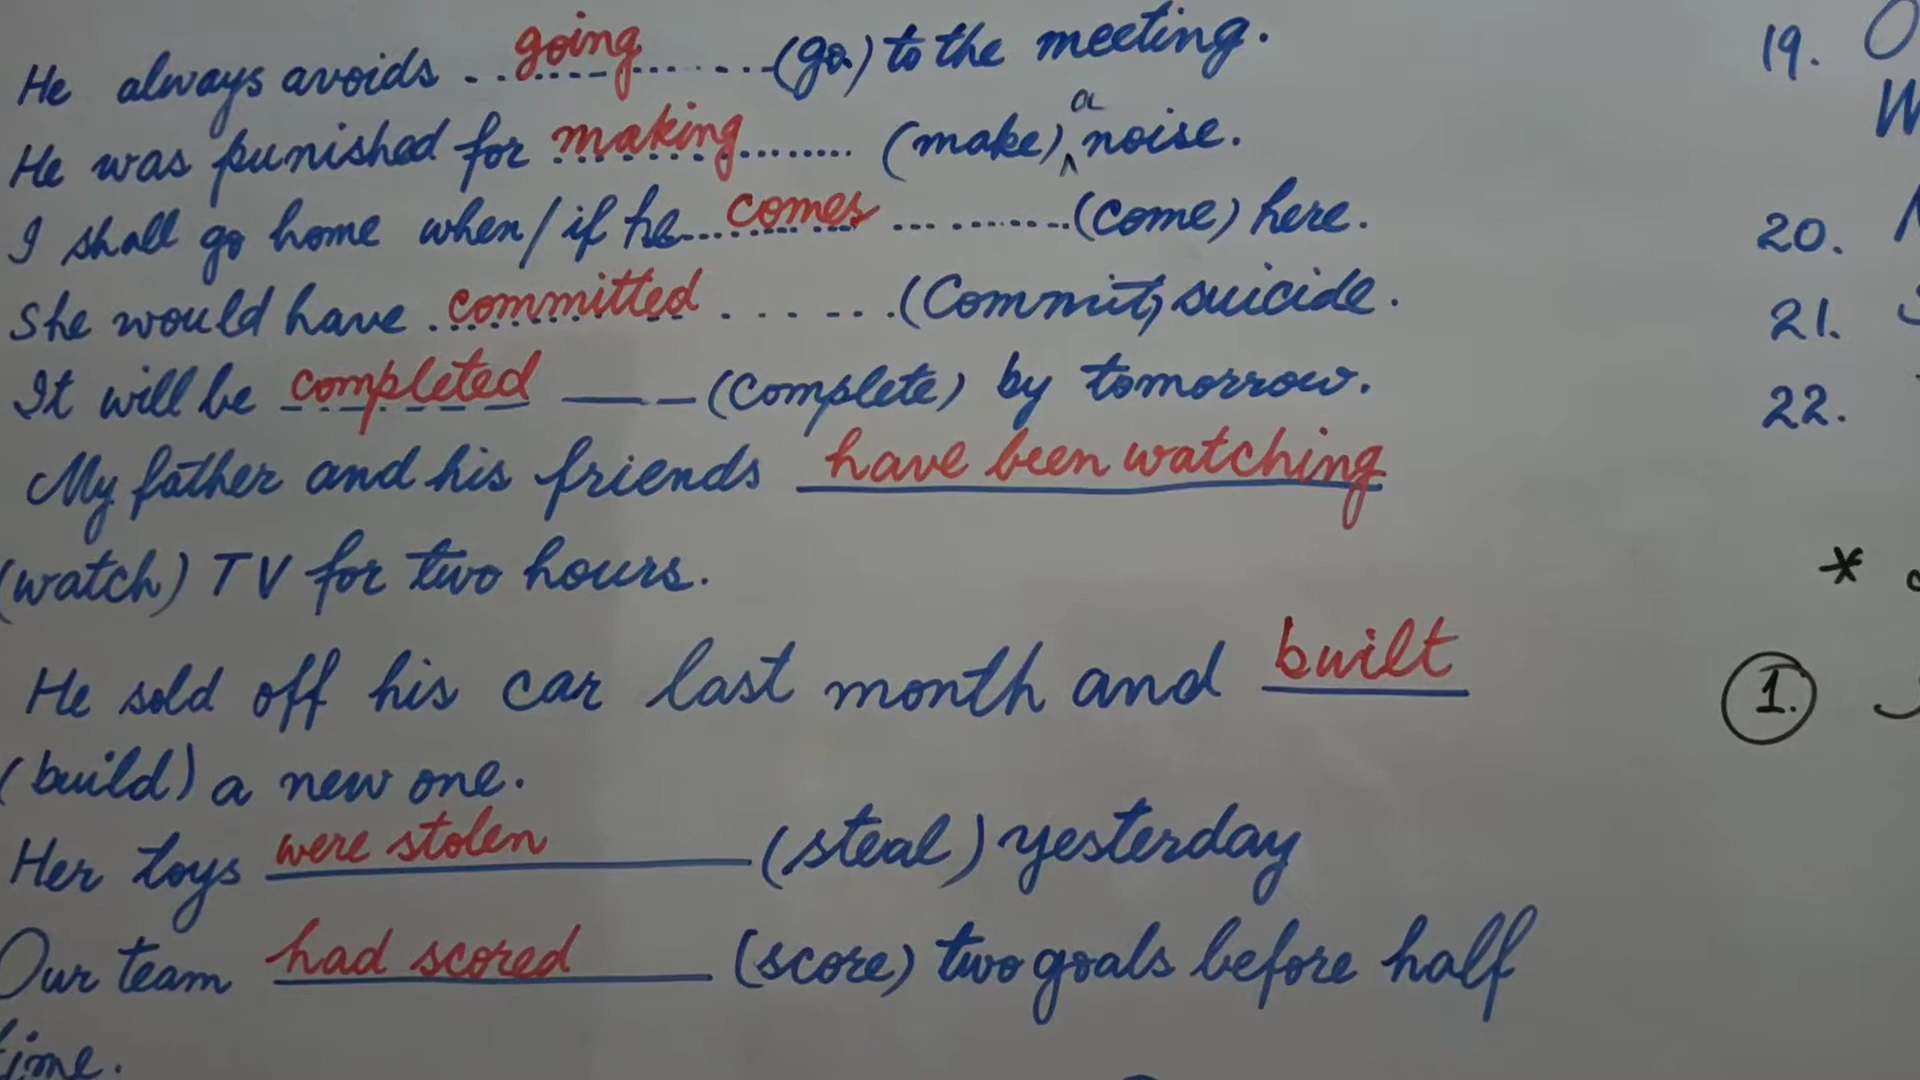 He always avoids going (go) to the meeting.
He was punished for making (make) a noise.
I shall go home when/if he comes (come) here.
She would have committed (Commit) suicide.
It will be completed (Complete) by tomorrow.
My father and his friends have been watching
(watch) TV for two hours.
He sold off his car last month and built
(build) a new one.
Her toys were stolen (steal) yesterday
Our team had scored (score) two goals before half
time.
19.
20.
21.
22.
*
1.